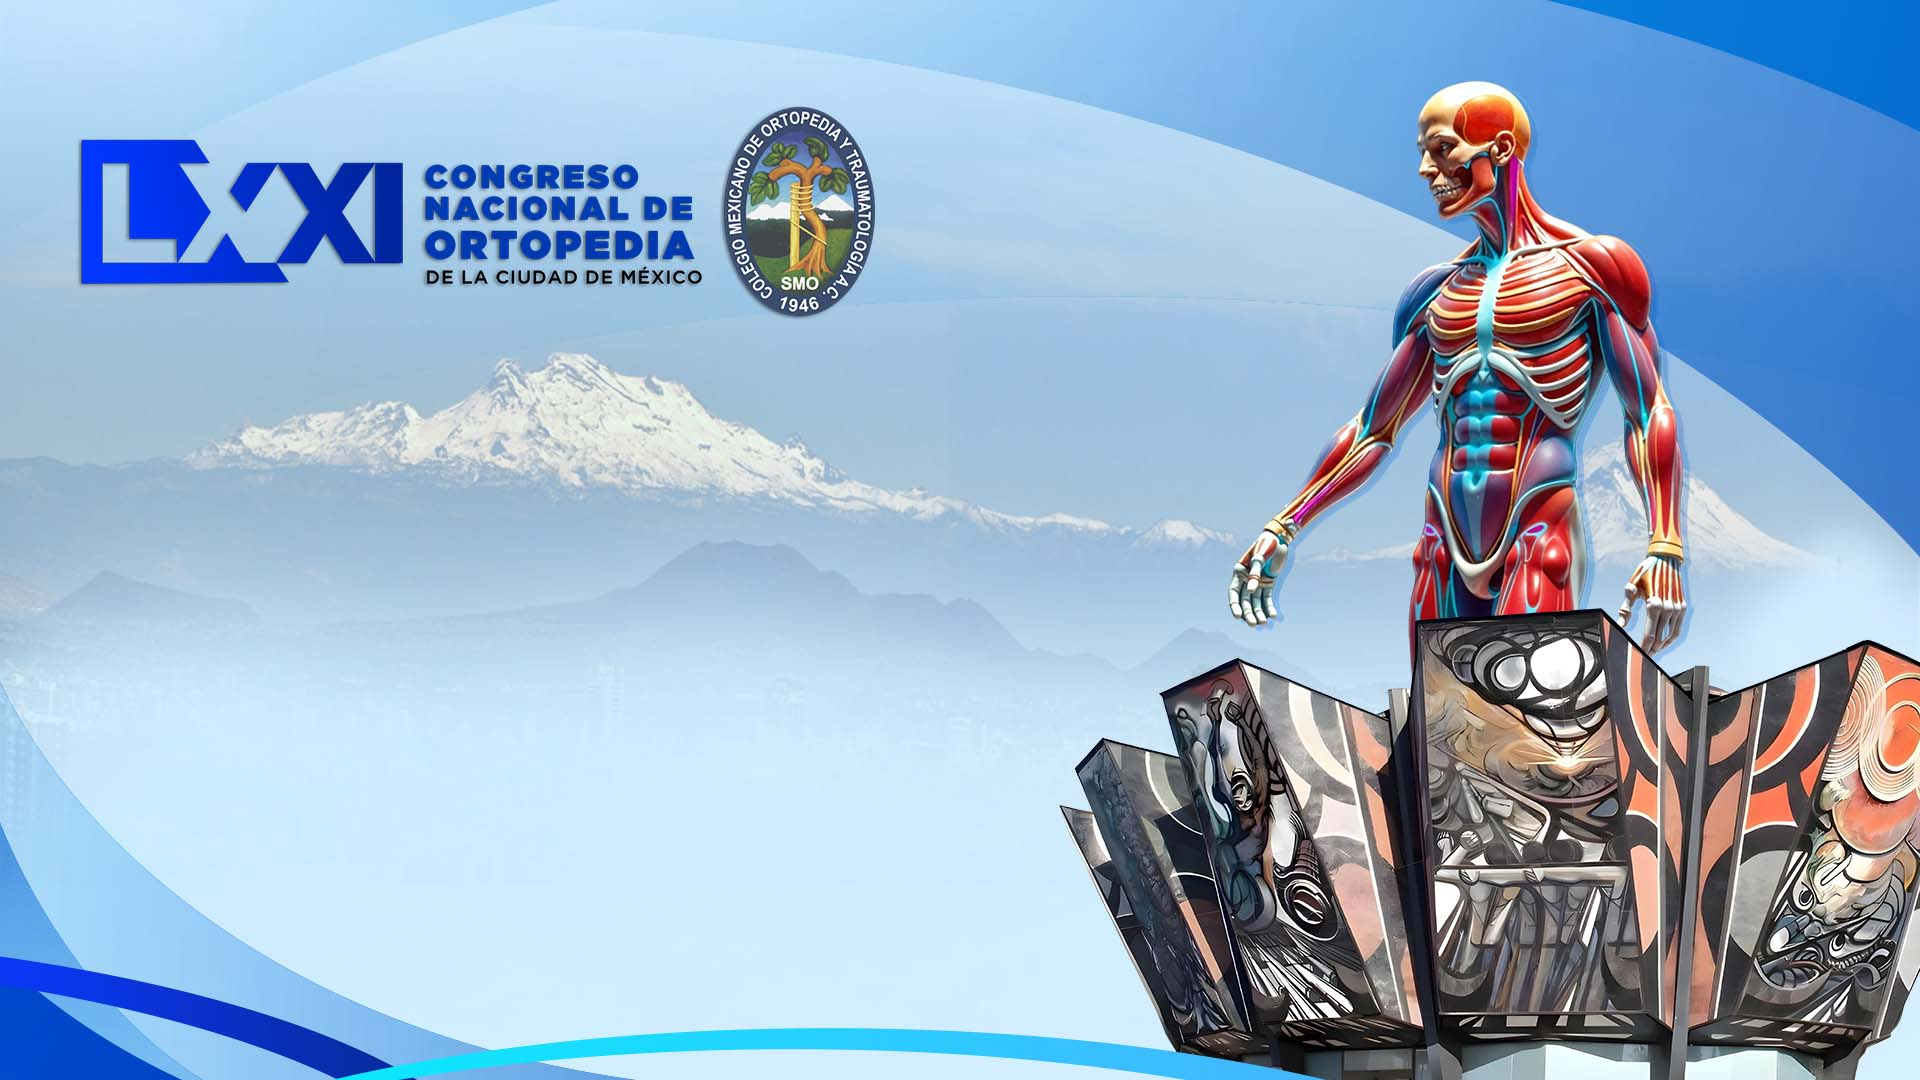 LXXI
CONGRESO
NACIONAL DE
ORTOPEDIA
DE LA CIUDAD DE MÉXICO
COLEGIO MEXICANO DE ORTOPEDIA Y TRAUMATOLOGÍA A.C.
SMO
1946